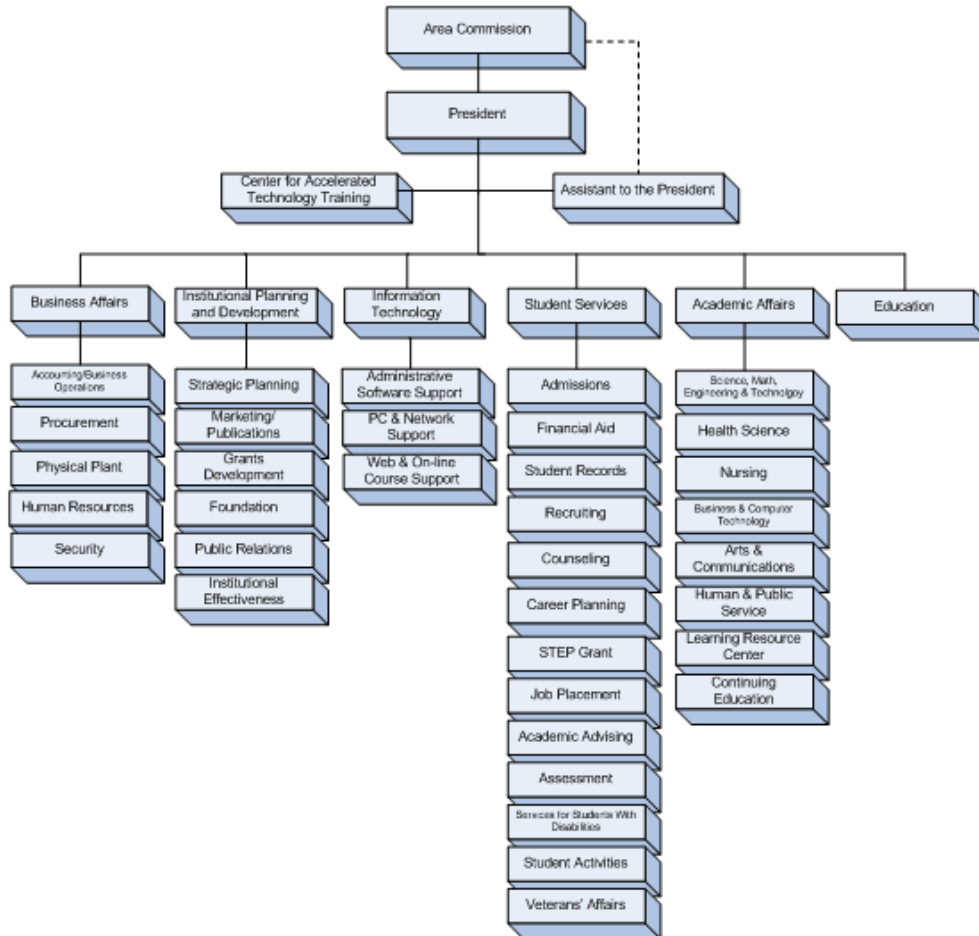 Area Commission
President
Center for Accelerated
Technology Training
Assistant to the President
Business Affairs
Institutional Planning
and Development
Information
Technology
Student Services
Academic Affairs
Education
Accounting/Business
Operations
Procurement
Physical Plant
Human Resources
Security
Strategic Planning
Marketing/
Publications
Grants
Development
Foundation
Public Relations
Institutional
Effectiveness
Administrative
Software Support
PC & Network
Support
Web & On-line
Course Support
Admissions
Financial Aid
Student Records
Recruiting
Counseling
Career Planning
STEP Grant
Job Placement
Academic Advising
Assessment
Services for Students With
Disabilities
Student Activities
Veterans' Affairs
Science, Math,
Engineering & Technolgoy
Health Science
Nursing
Business & Computer
Technology
Arts &
Communications
Human & Public
Service
Learning Resource
Center
Continuing
Education